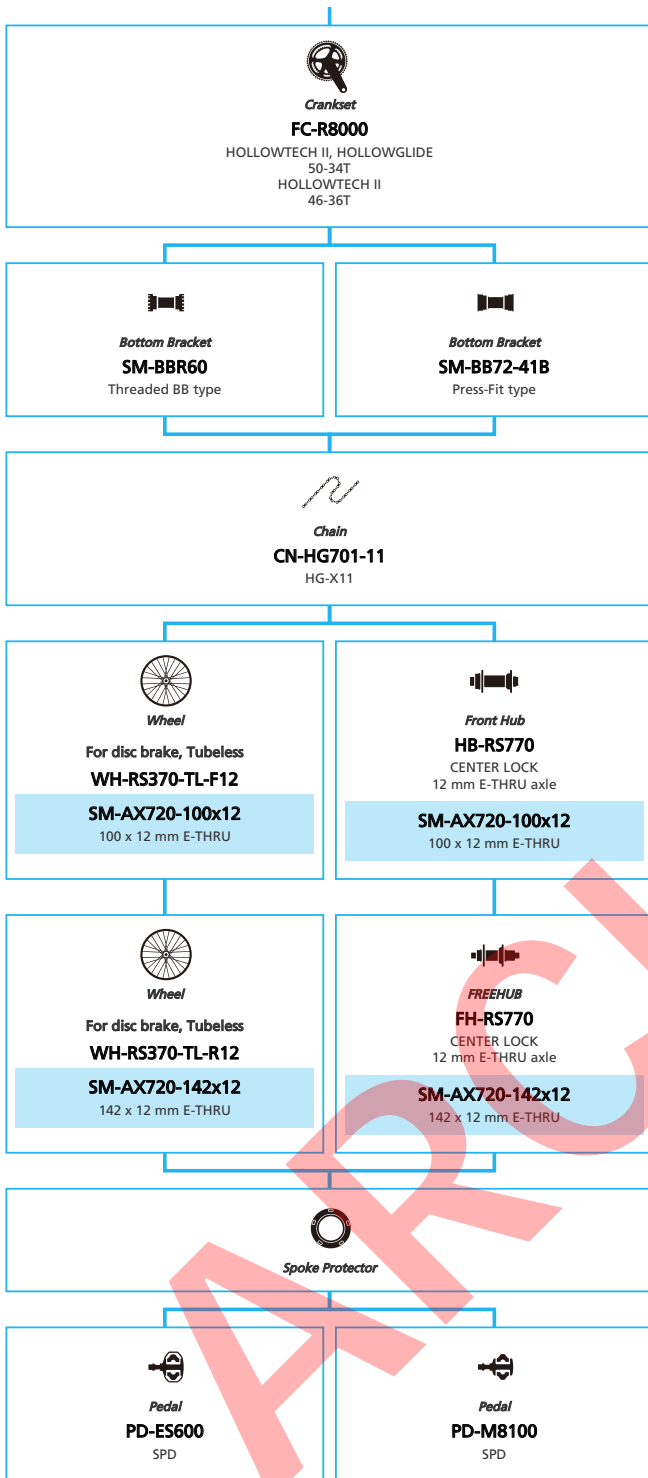 Crankset
FC-R8000
HOLLOWTECH II, HOLLOWGLIDE
50-34T
HOLLOWTECH II
46-36T
Bottom Bracket
SM-BBR60
Threaded BB type
Bottom Bracket
SM-BB72-41B
Press-Fit type
Chain
CN-HG701-11
HG-X11
Wheel
For disc brake, Tubeless
WH-RS370-TL-F12
SM-AX720-100x12
100 x 12 mm E-THRU
Front Hub
HB-RS770
CENTER LOCK
12 mm E-THRU axle
SM-AX720-100x12
100 x 12 mm E-THRU
Wheel
For disc brake, Tubeless
WH-RS370-TL-R12
SM-AX720-142x12
142 x 12 mm E-THRU
FREEHUB
FH-RS770
CENTER LOCK
12 mm E-THRU axle
SM-AX720-142x12
142 x 12 mm E-THRU
Spoke Protector
Pedal
PD-ES600
SPD
Pedal
PD-M8100
SPD
ARC